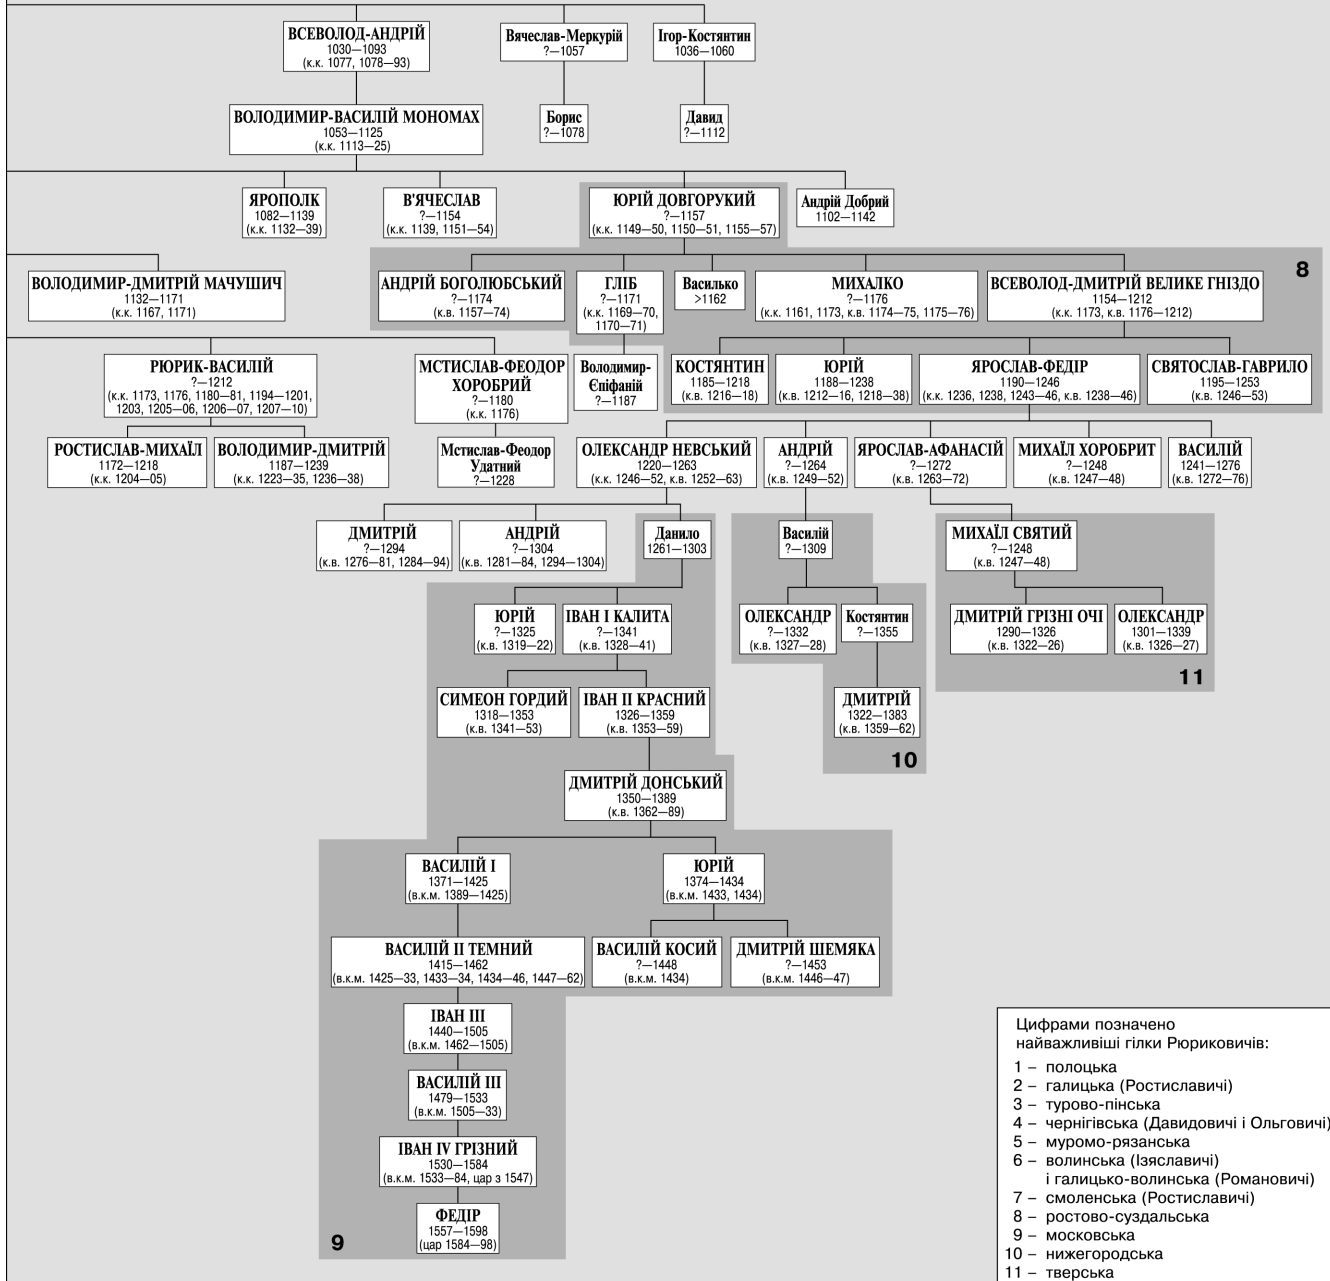 ВСЕВОЛОД-АНДРІЙ
1030—1093
(к.к. 1077, 1078—93)
Вячеслав-Меркурій
?—1057
Ігор-Костянтин
1036—1060
ВОЛОДИМИР-ВАСИЛІЙ МОНОМАХ
1053—1125
(к.к. 1113—25)
Борис
?—1078
Давид
?—1112
ЯРОПОЛК
1082—1139
(к.к. 1132—39)
В'ЯЧЕСЛАВ
?—1154
(к.к. 1139, 1151—54)
ЮРІЙ ДОВГОРУКИЙ
?—1157
(к.к. 1149—50, 1150—51, 1155—57)
Андрій Добрий
1102—1142
8
ВОЛОДИМИР-ДМИТРІЙ МАЧУШИЧ
1132—1171
(к.к. 1167, 1171)
АНДРІЙ БОГОЛЮБСЬКИЙ
?—1174
(к.в. 1157—74)
ГЛІБ
?—1171
(к.к. 1169—70,
1170—71)
Василько
>1162
МИХАЛКО
?—1176
(к.к. 1161, 1173, к.в. 1174—75, 1175—76)
ВСЕВОЛОД-ДМИТРІЙ ВЕЛИКЕ ГНІЗДО
1154—1212
(к.к. 1173, к.в. 1176—1212)
РЮРИК-ВАСИЛІЙ
?—1212
(к.к. 1173, 1176, 1180—81, 1194—1201,
1203, 1205—06, 1206—07, 1207—10)
МСТИСЛАВ-ФЕОДОР
ХОРОБРИЙ
?—1180
(к.к. 1176)
Володимир-
Єпіфаній
?—1187
КОСТЯНТИН
1185—1218
(к.в. 1216—18)
ЮРІЙ
1188—1238
(к.в. 1212—16, 1218—38)
ЯРОСЛАВ-ФЕДІР
1190—1246
(к.к. 1236, 1238, 1243—46, к.в. 1238—46)
СВЯТОСЛАВ-ГАВРИЛО
1195—1253
(к.в. 1246—53)
РОСТИСЛАВ-МИХАЇЛ
1172—1218
(к.к. 1204—05)
ВОЛОДИМИР-ДМИТРІЙ
1187—1239
(к.к. 1223—35, 1236—38)
Мстислав-Феодор
Удатний
?—1228
ОЛЕКСАНДР НЕВСЬКИЙ
1220—1263
(к.к. 1246—52, к.в. 1252—63)
АНДРІЙ
?—1264
(к.в. 1249—52)
ЯРОСЛАВ-АФАНАСІЙ
?—1272
(к.в. 1263—72)
МИХАЇЛ ХОРОБРИТ
?—1248
(к.в. 1247—48)
ВАСИЛІЙ
1241—1276
(к.в. 1272—76)
ДМИТРІЙ
?—1294
(к.в. 1276—81, 1284—94)
АНДРІЙ
?—1304
(к.в. 1281—84, 1294—1304)
Данило
1261—1303
Василій
?—1309
МИХАЇЛ СВЯТИЙ
?—1248
(к.в. 1247—48)
ЮРІЙ
?—1325
(к.в. 1319—22)
ІВАН І КАЛИТА
?—1341
(к.в. 1328—41)
ОЛЕКСАНДР
?—1332
(к.в. 1327—28)
Костянтин
?—1355
ДМИТРІЙ ГРІЗНІ ОЧІ
1290—1326
(к.в. 1322—26)
ОЛЕКСАНДР
1301—1339
(к.в. 1326—27)
11
СИМЕОН ГОРДИЙ
1318—1353
(к.в. 1341—53)
ІВАН ІІ КРАСНИЙ
1326—1359
(к.в. 1353—59)
ДМИТРІЙ
1322—1383
(к.в. 1359—62)
10
ДМИТРІЙ ДОНСЬКИЙ
1350—1389
(к.в. 1362—89)
ВАСИЛІЙ І
1371—1425
(в.к.м. 1389—1425)
ЮРІЙ
1374—1434
(в.к.м. 1433, 1434)
ВАСИЛІЙ ІІ ТЕМНИЙ
1415—1462
(в.к.м. 1425—33, 1433—34, 1434—46, 1447—62)
ВАСИЛІЙ КОСИЙ
?—1448
(в.к.м. 1434)
ДМИТРІЙ ШЕМЯКА
?—1453
(в.к.м. 1446—47)
ІВАН ІІІ
1440—1505
(в.к.м. 1462—1505)
ВАСИЛІЙ ІІІ
1479—1533
(в.к.м. 1505—33)
ІВАН IV ГРІЗНИЙ
1530—1584
(в.к.м. 1533—84, цар з 1547)
ФЕДІР
1557—1598
(цар 1584—98)
9
Цифрами позначено
найважливіші гілки Рюриковичів:
1 – полоцька
2 – галицька (Ростиславичі)
3 – турово-пінська
4 – чернігівська (Давидовичі і Ольговичі)
5 – муромо-рязанська
6 – волинська (Ізяславичі)
і галицько-волинська (Романовичі)
7 – смоленська (Ростиславичі)
8 – ростово-суздальська
9 – московська
10 – нижегородська
11 – тверська